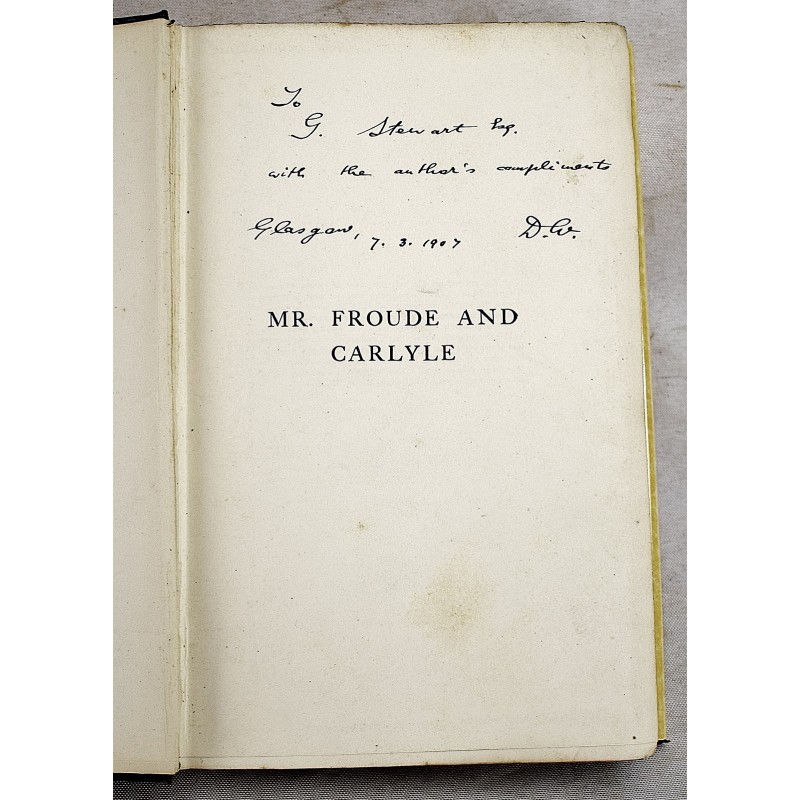 To
G. Stewart Esq.
with the author's compliments
Glasgow, 7. 3. 1907 D.W.
MR. FROUDE AND
CARLYLE